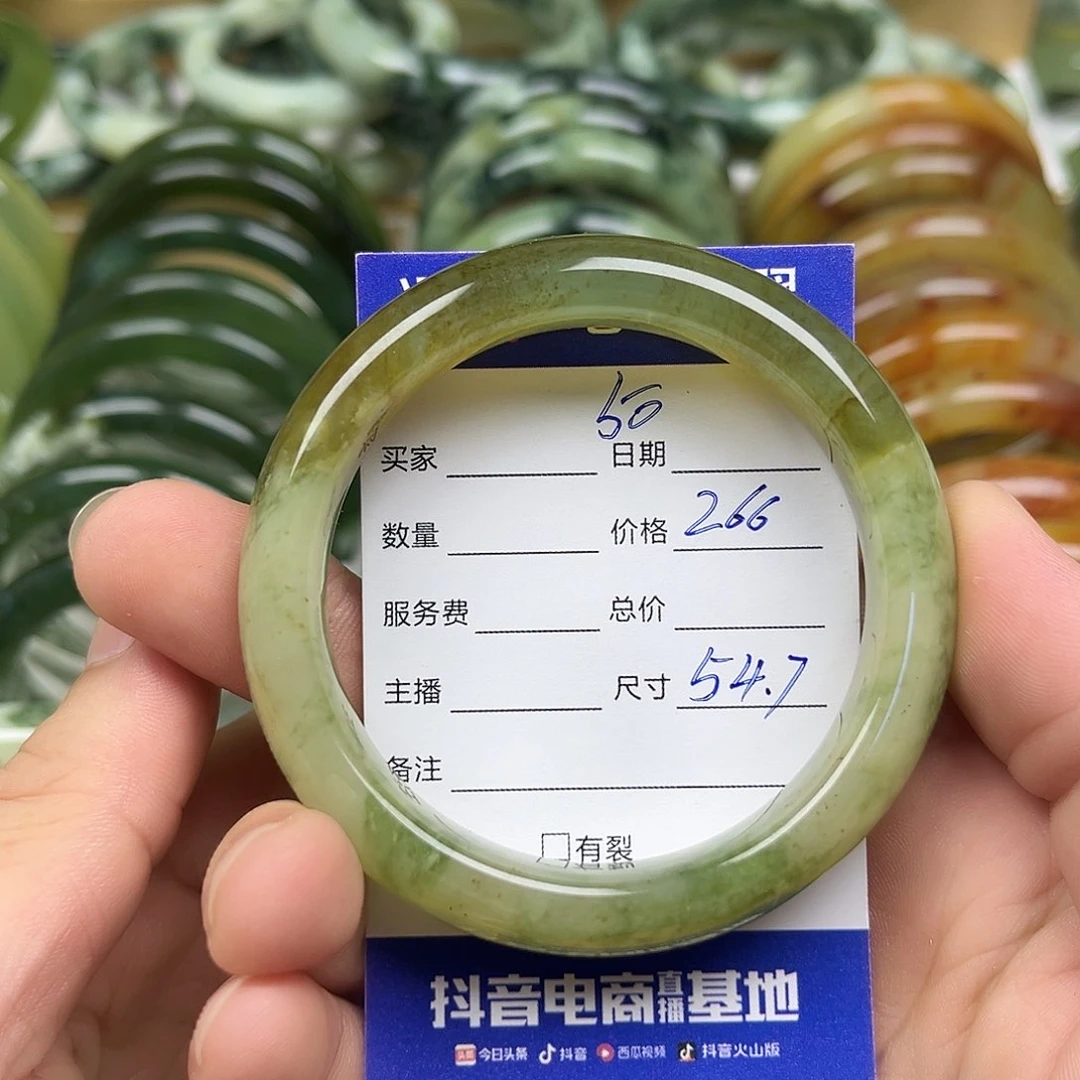 50
买家 日期
数量 价格 266
服务费 总价
主播 尺寸 54.7
备注
有裂
抖音电商直播基地
头条 今日头条 抖音 西瓜视频 抖音火山版